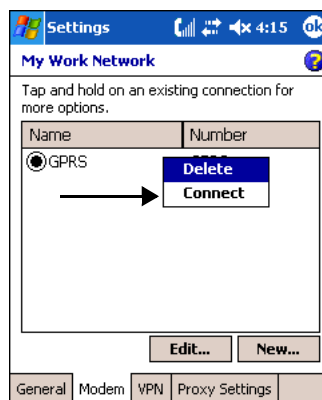 Settings 4:15 ok
My Work Network ?
Tap and hold on an existing connection for
more options.
Name Number
GPRS
Delete
Connect
Edit... New...
General Modem VPN Proxy Settings